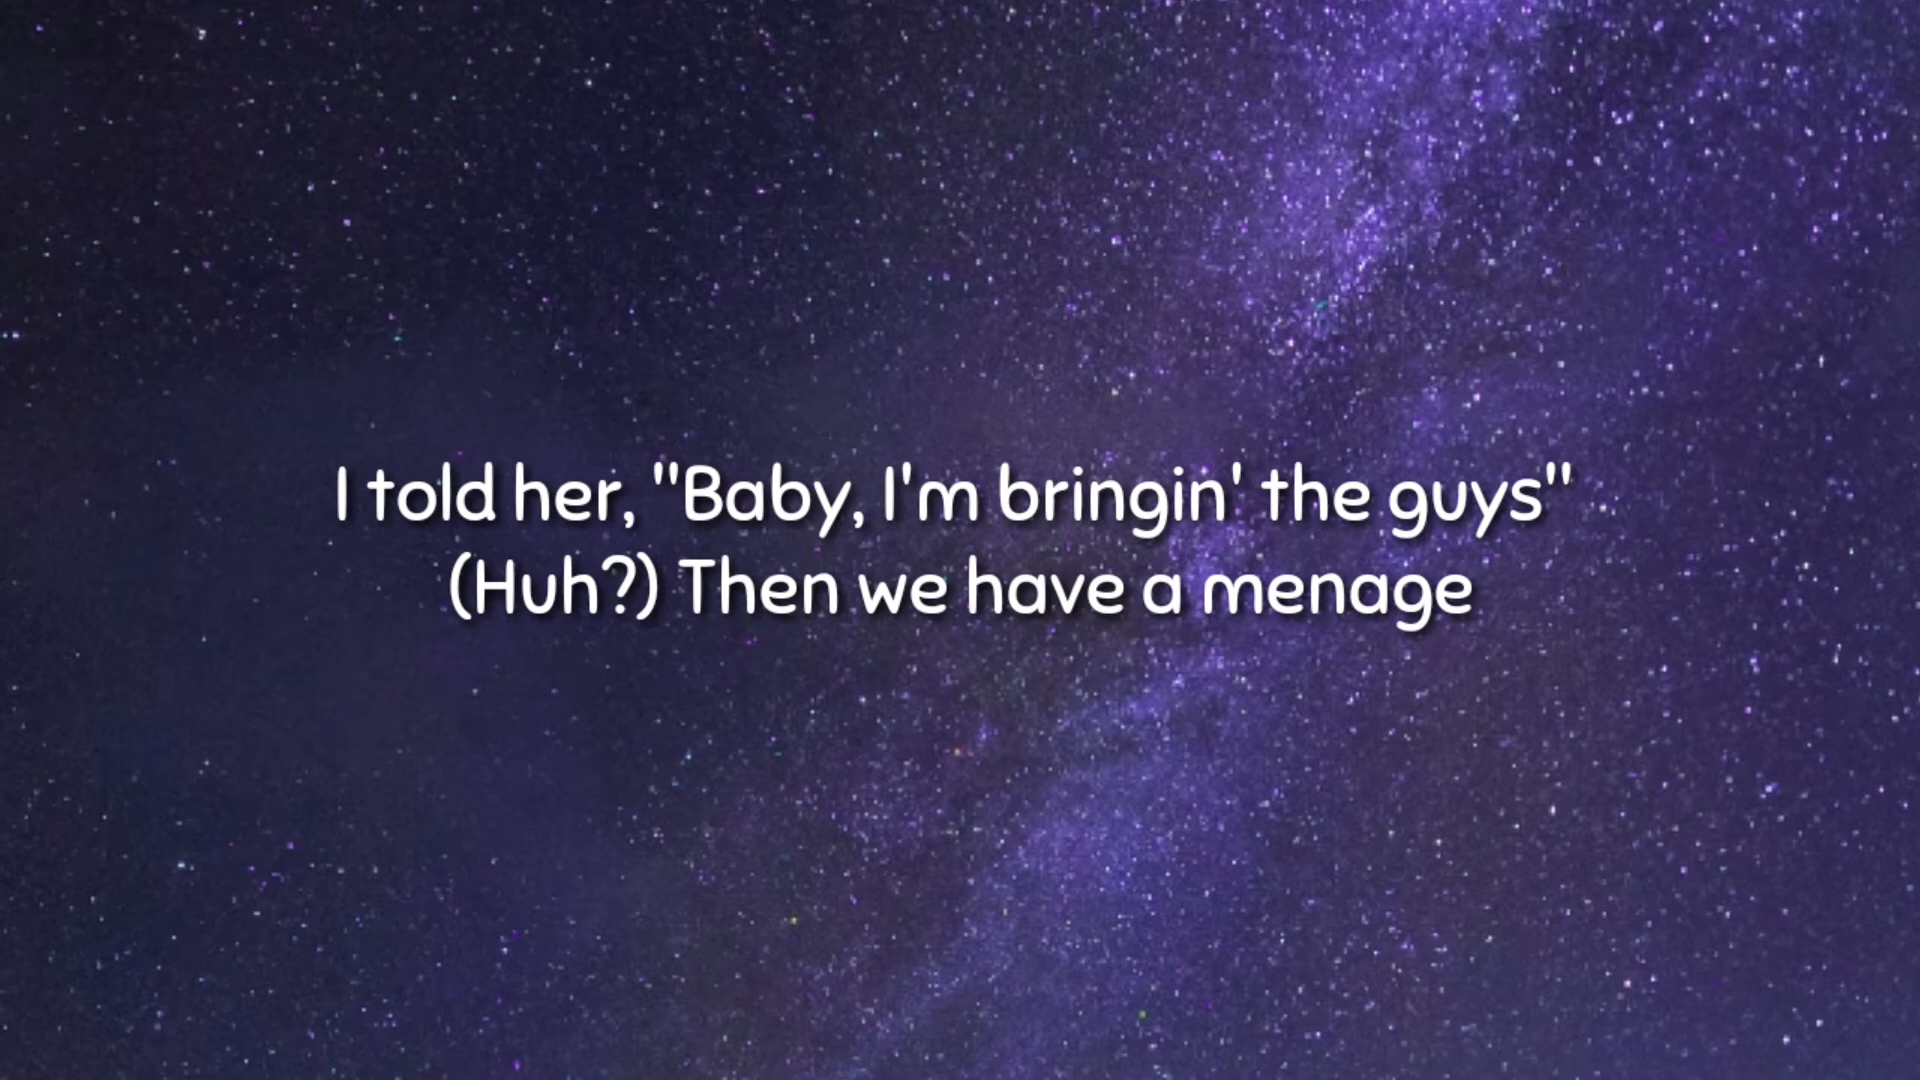 I told her, "Baby, I'm bringin' the guys"
(Huh?) Then we have a menage